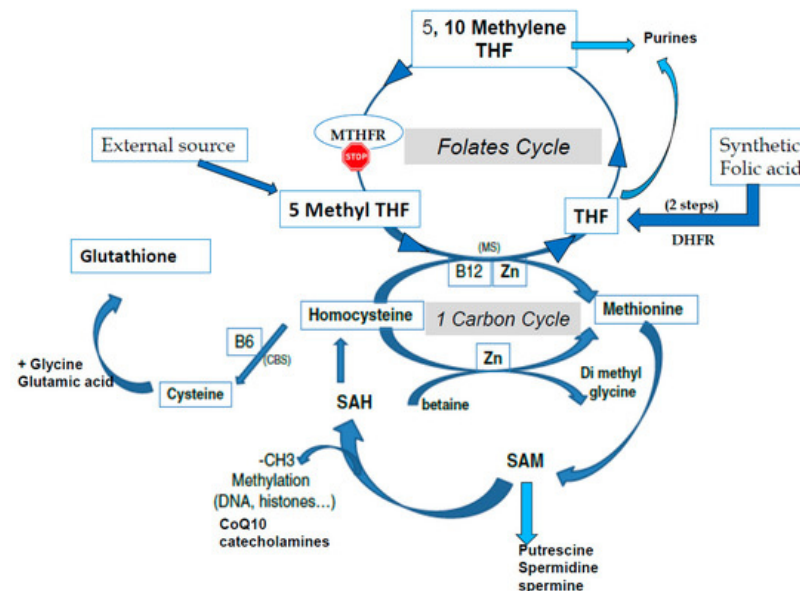 5, 10 Methylene
THF
Purines
MTHFR
STOP
Folates Cycle
External source
Synthetic
Folic acid
5 Methyl THF
THF
(2 steps)
DHFR
(MS)
B12
Zn
Glutathione
Homocysteine
1 Carbon Cycle
Methionine
B6
(CBS)
Zn
+ Glycine
Glutamic acid
Cysteine
SAH
betaine
Di methyl
glycine
-CH3
Methylation
(DNA, histones...)
CoQ10
catecholamines
SAM
Putrescine
Spermidine
spermine